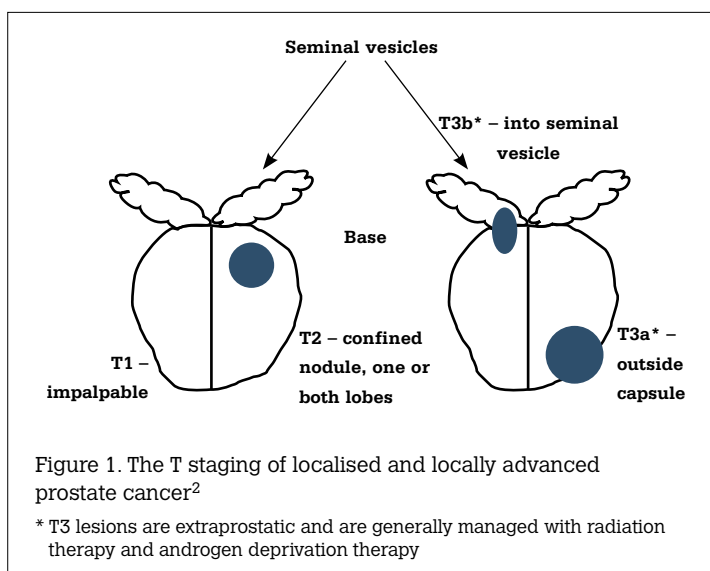 Seminal vesicles
T3b* – into seminal
vesicle
Base
T1 –
impalpable
T2 – confined
nodule, one or
both lobes
T3a* –
outside
capsule
Figure 1. The T staging of localised and locally advanced
prostate cancer²
* T3 lesions are extraprostatic and are generally managed with radiation
therapy and androgen deprivation therapy